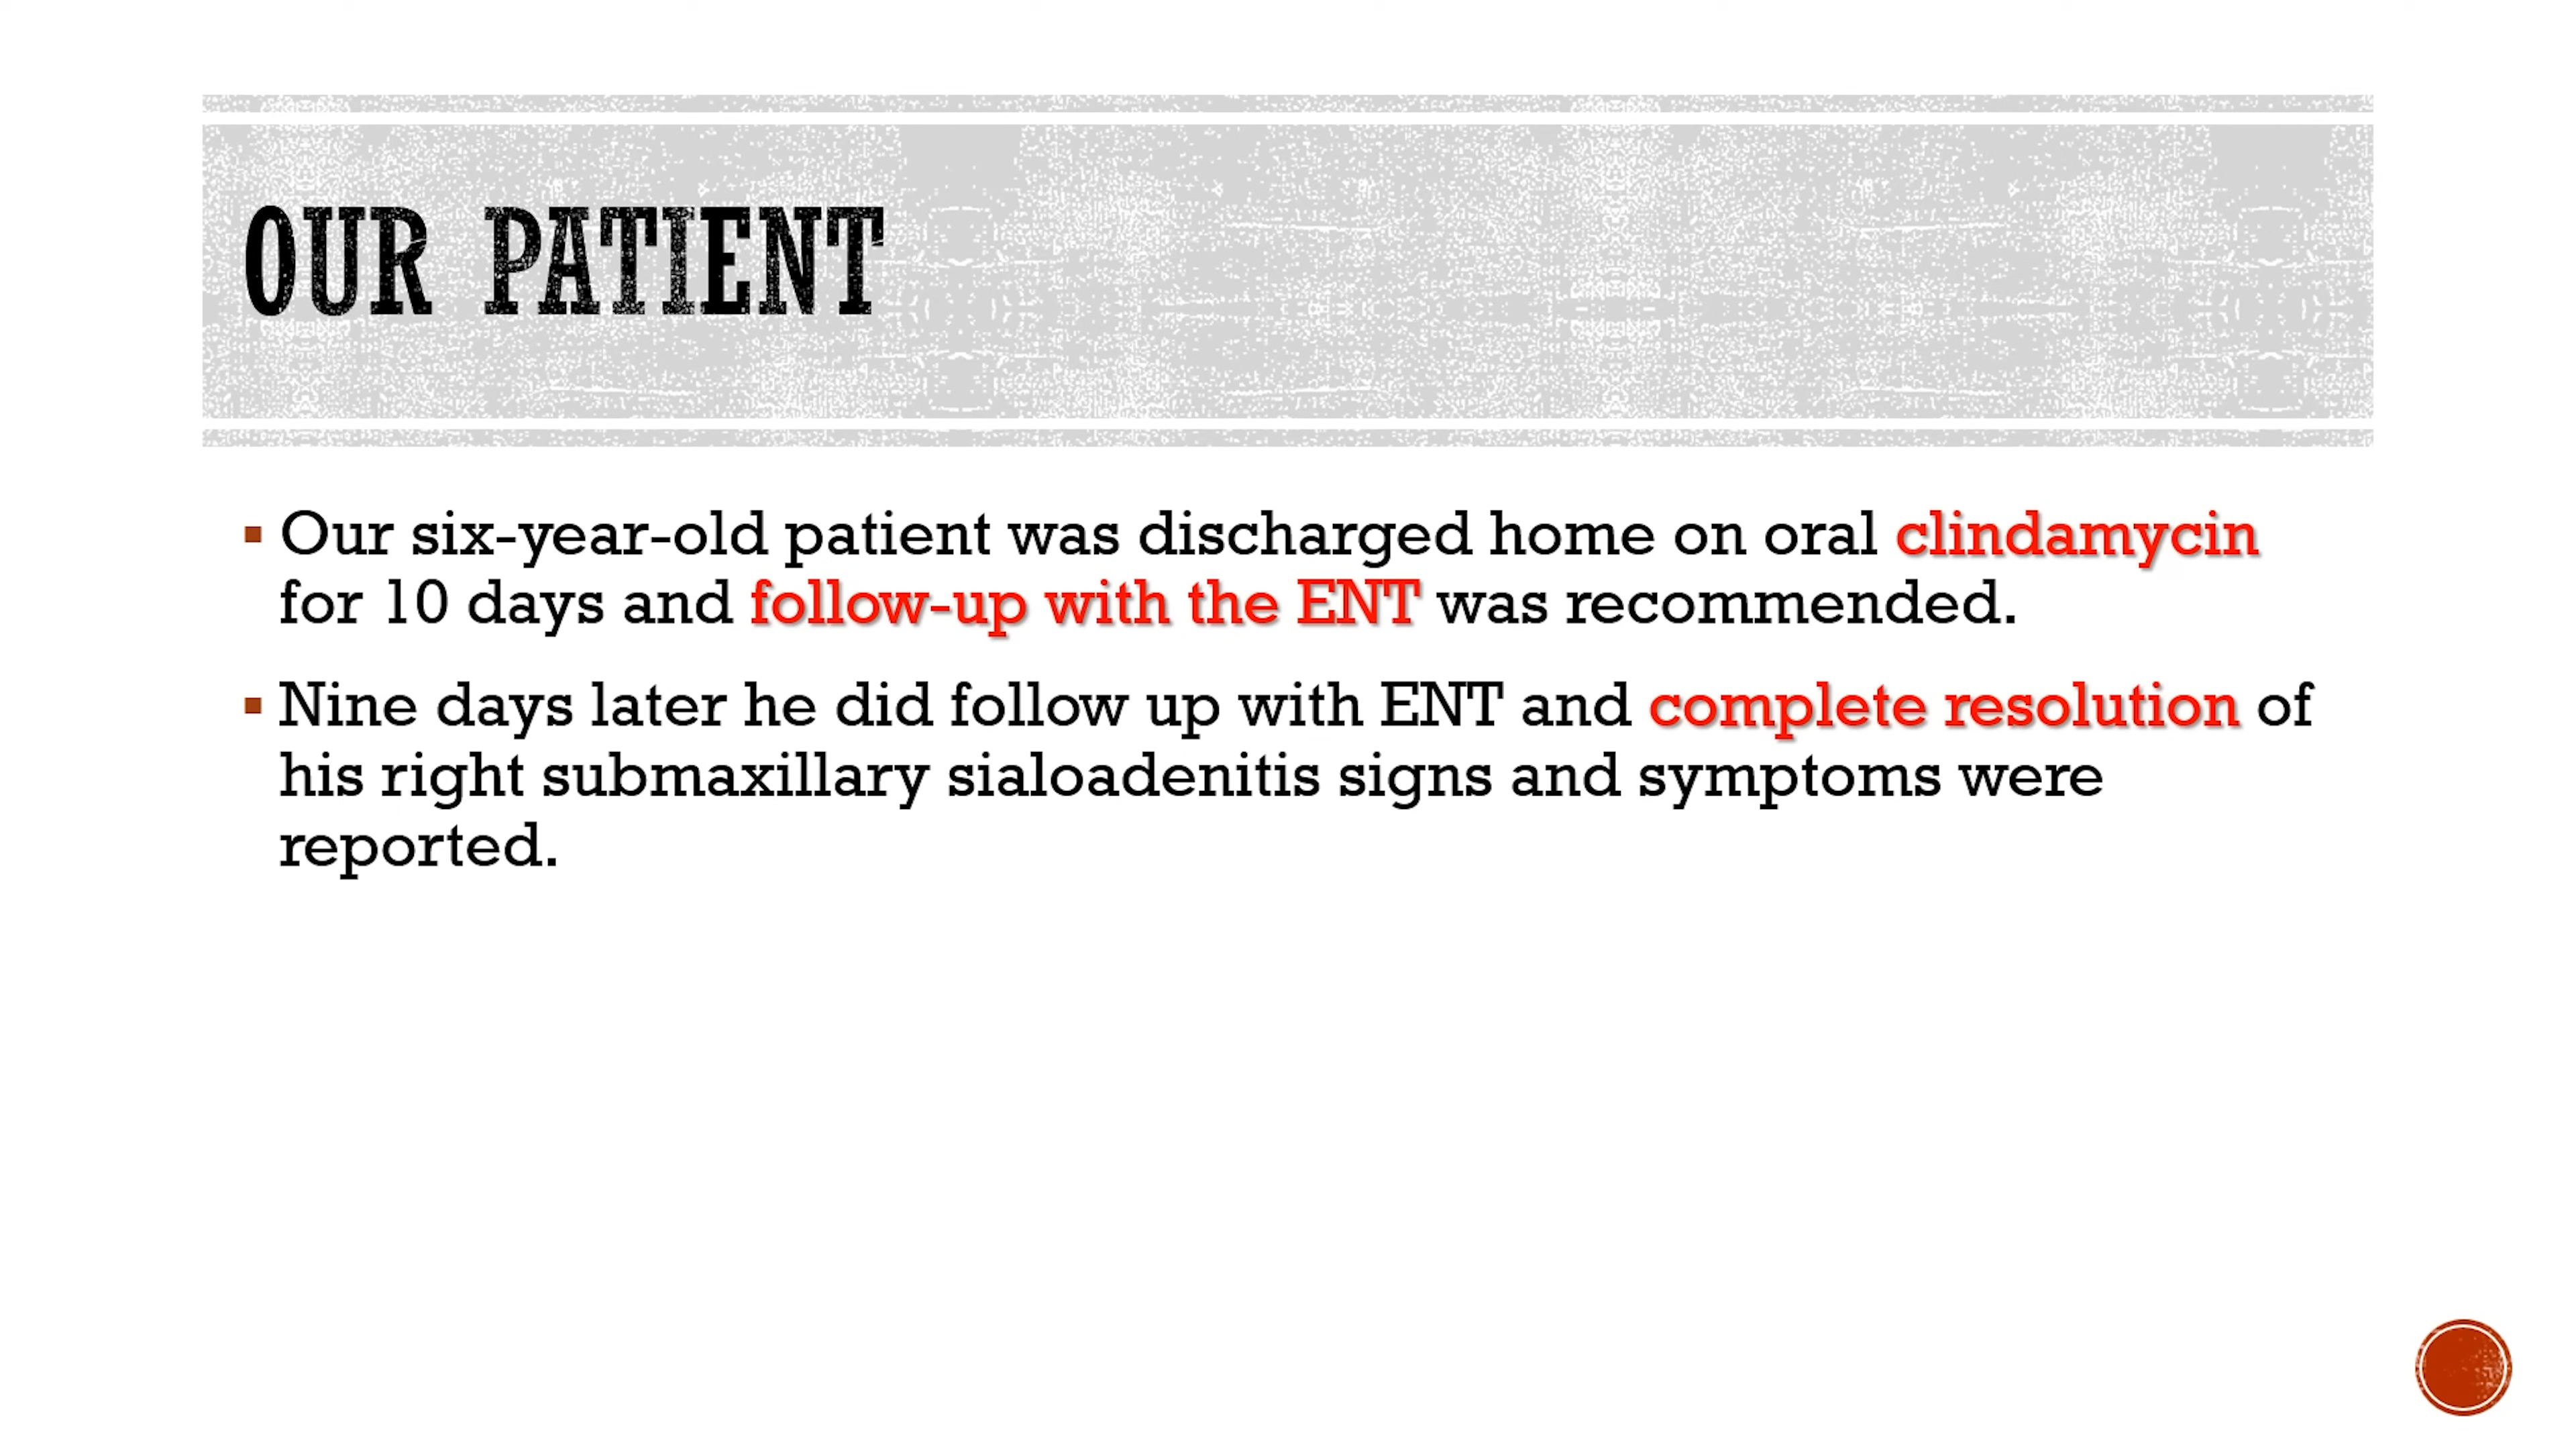 OUR PATIENT
▪ Our six-year-old patient was discharged home on oral clindamycin
for 10 days and follow-up with the ENT was recommended.
▪ Nine days later he did follow up with ENT and complete resolution of
his right submaxillary sialoadenitis signs and symptoms were
reported.